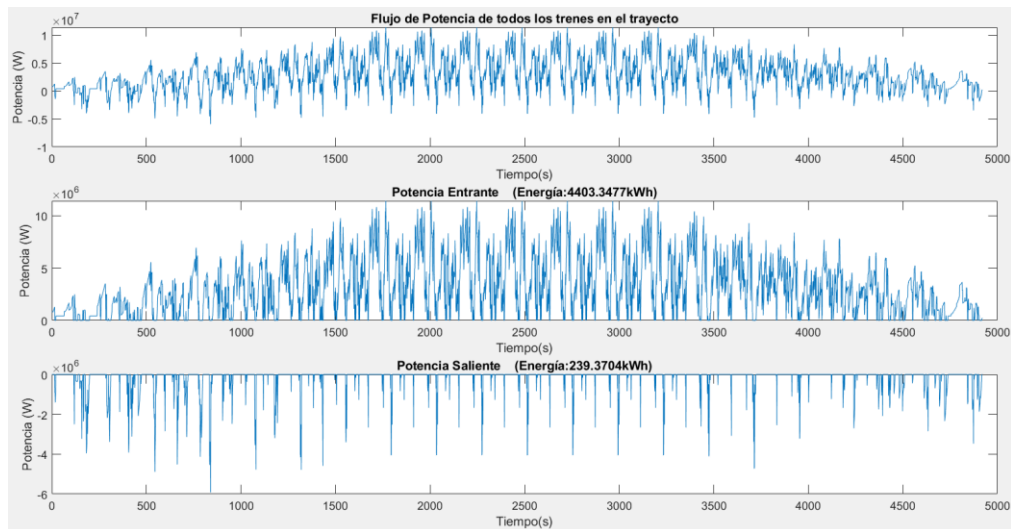 Flujo de Potencia de todos los trenes en el trayecto
×10^7
1
0.5
0
-0.5
-1
Potencia (W)
0 500 1000 1500 2000 2500 3000 3500 4000 4500 5000
Tiempo(s)
Potencia Entrante (Energía:4403.3477kWh)
×10^6
10
5
0
Potencia (W)
0 500 1000 1500 2000 2500 3000 3500 4000 4500 5000
Tiempo(s)
Potencia Saliente (Energía:239.3704kWh)
×10^6
0
-2
-4
-6
Potencia (W)
0 500 1000 1500 2000 2500 3000 3500 4000 4500 5000
Tiempo(s)